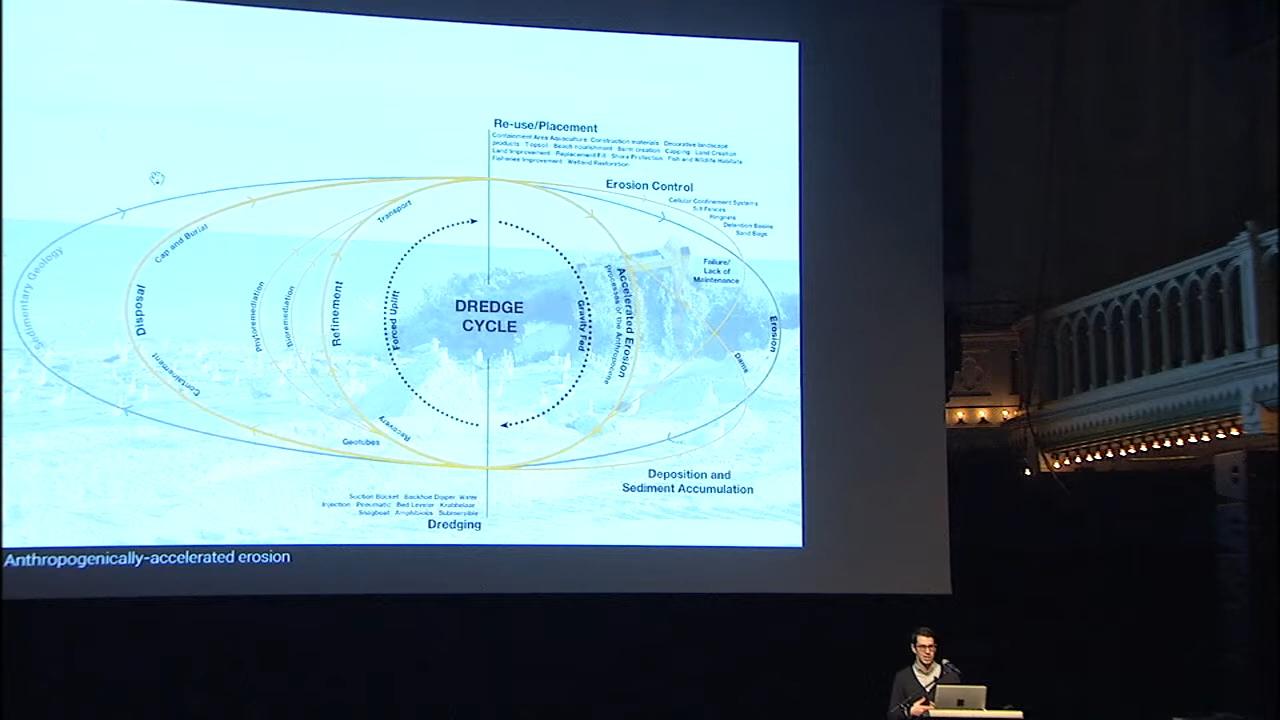 Re-use/Placement
Containment Area Aquaculture Construction materials Decorative landscape
products Topsoil Beach nourishment Berm creation Capping Land Creation
Land Improvement Replacement Fill Shore Protection Fish and Wildlife Habitats
Fisheries Improvement Wetland Restoration
Erosion Control
Cellular Confinement Systems
Silt Fences
Ringnets
Detention Basins
Sand Bags
Transport
Cap and Burial
Sedimentary Geology
Disposal
Phytoremediation
Bioremediation
Refinement
Forced Uplift
DREDGE
CYCLE
Gravity Fed
Accelerated Erosion
processes of the Anthropocene
Failure/
Lack of
Maintenance
Erosion
Dams
Containment
Recovery
Geotubes
Deposition and
Sediment Accumulation
Suction Bucket Backhoe Dipper Water
Injection Pneumatic Bed Leveler Krabbelaar
Snagboat Amphibious Submersible
Dredging
Anthropogenically-accelerated erosion